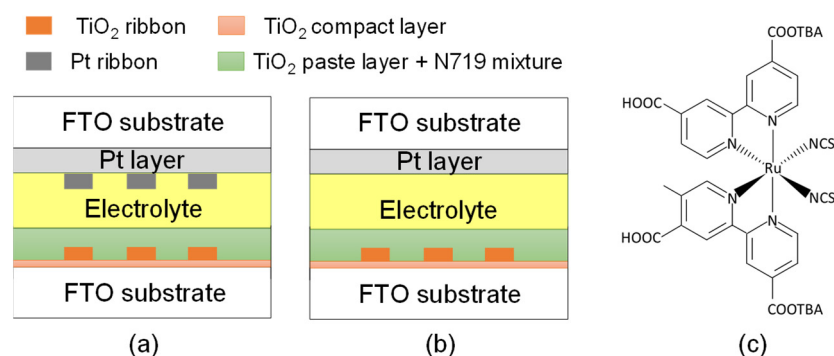 TiO₂ ribbon
TiO₂ compact layer
Pt ribbon
TiO₂ paste layer + N719 mixture
FTO substrate
Pt layer
Electrolyte
FTO substrate
(a)
FTO substrate
Pt layer
Electrolyte
FTO substrate
(b)
COOTBA
HOOC
N
N
NCS
Ru
N
NCS
N
HOOC
COOTBA
(c)